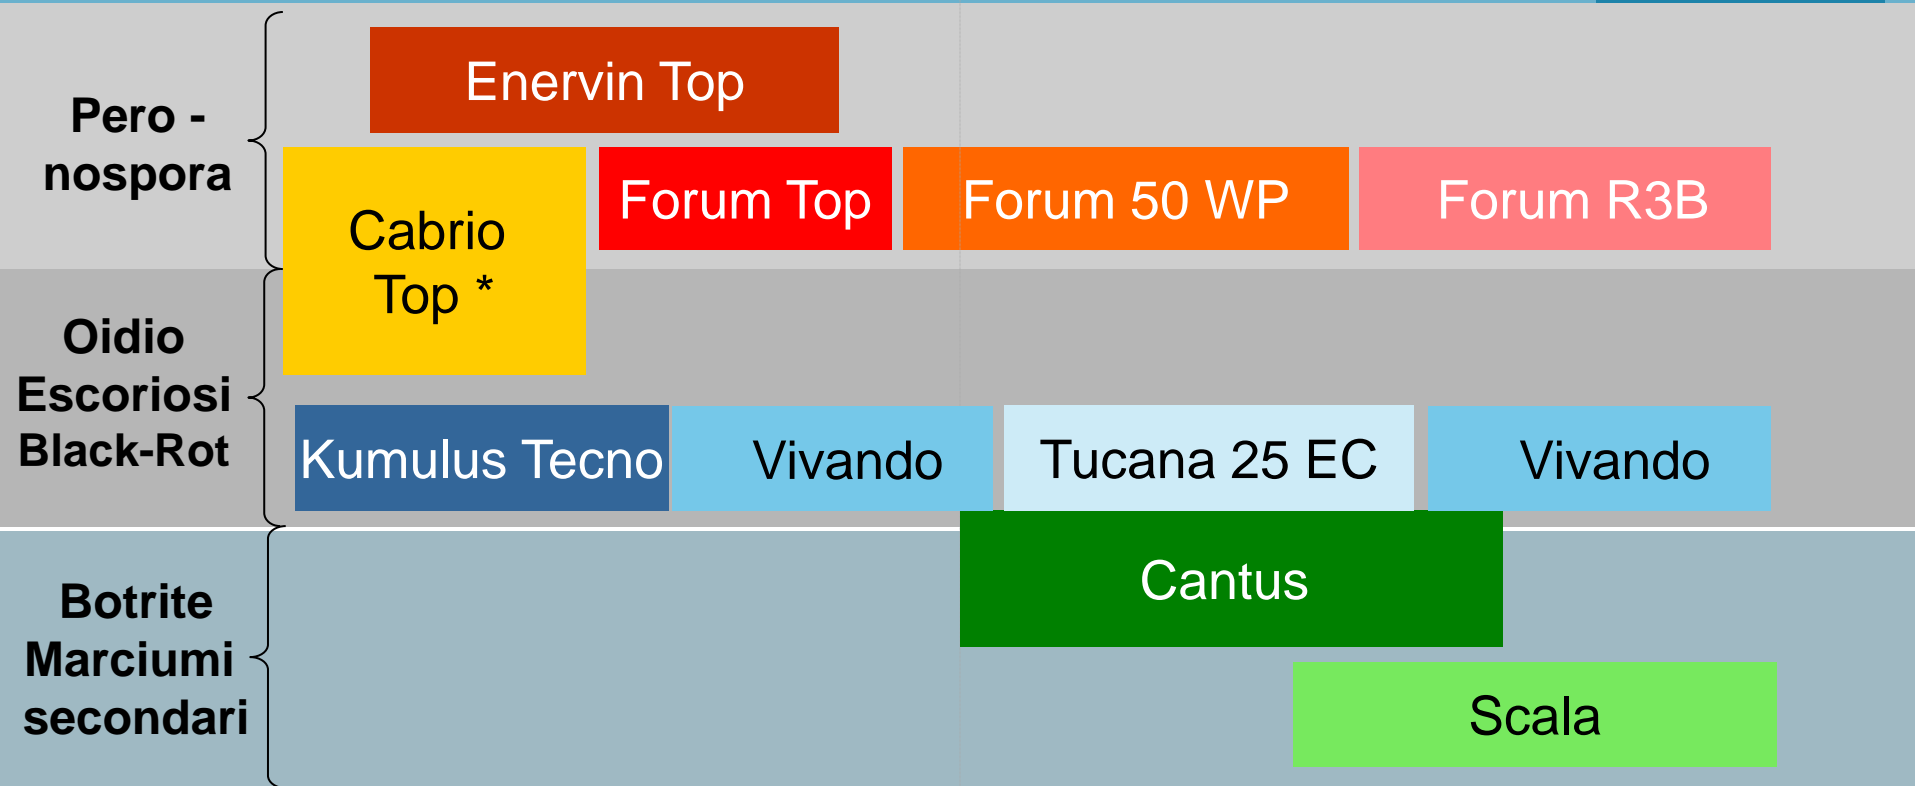 Pero -
nospora
Enervin Top
Cabrio
Top *
Forum Top
Forum 50 WP
Forum R3B
Oidio
Escoriosi
Black-Rot
Kumulus Tecno
Vivando
Tucana 25 EC
Vivando
Botrite
Marciumi
secondari
Cantus
Scala